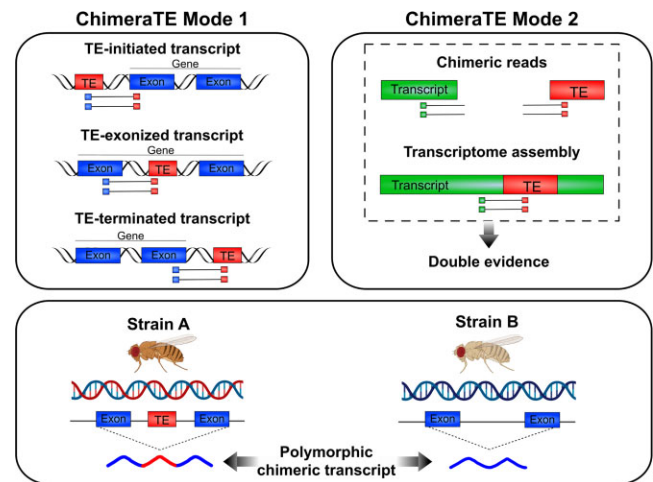 ChimeraTE Mode 1
TE-initiated transcript
Gene
TE
Exon
Exon
TE-exonized transcript
Gene
Exon
TE
Exon
TE-terminated transcript
Gene
Exon
Exon
TE
ChimeraTE Mode 2
Chimeric reads
Transcript
TE
Transcriptome assembly
Transcript
TE
Double evidence
Strain A
Exon
TE
Exon
Strain B
Exon
Exon
Polymorphic
chimeric transcript